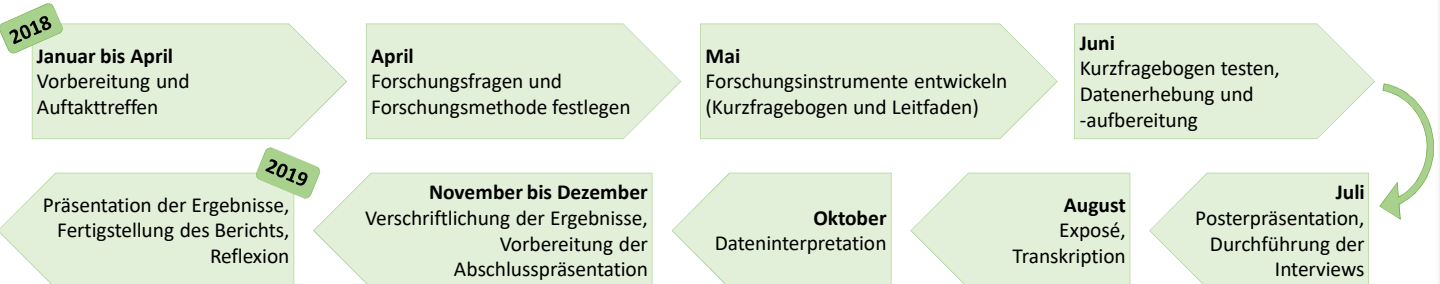 2018
Januar bis April
Vorbereitung und
Auftakttreffen
April
Forschungsfragen und
Forschungsmethode festlegen
Mai
Forschungsinstrumente entwickeln
(Kurzfragebogen und Leitfaden)
Juni
Kurzfragebogen testen,
Datenerhebung und
-aufbereitung
Juli
Posterpräsentation,
Durchführung der
Interviews
August
Exposé,
Transkription
Oktober
Dateninterpretation
November bis Dezember
Verschriftlichung der Ergebnisse,
Vorbereitung der
Abschlusspräsentation
2019
Präsentation der Ergebnisse,
Fertigstellung des Berichts,
Reflexion